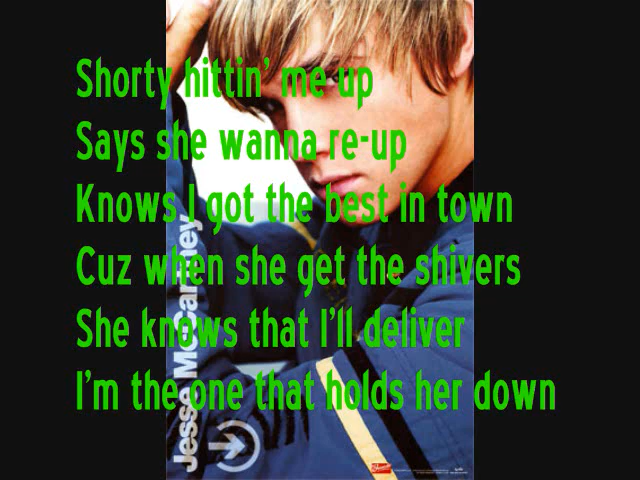 Shorty hittin' me up
Says she wanna re-up
Knows I got the best in town
Cuz when she get the shivers
She knows that I'll deliver
I'm the one that holds her down
Jesse McCartney